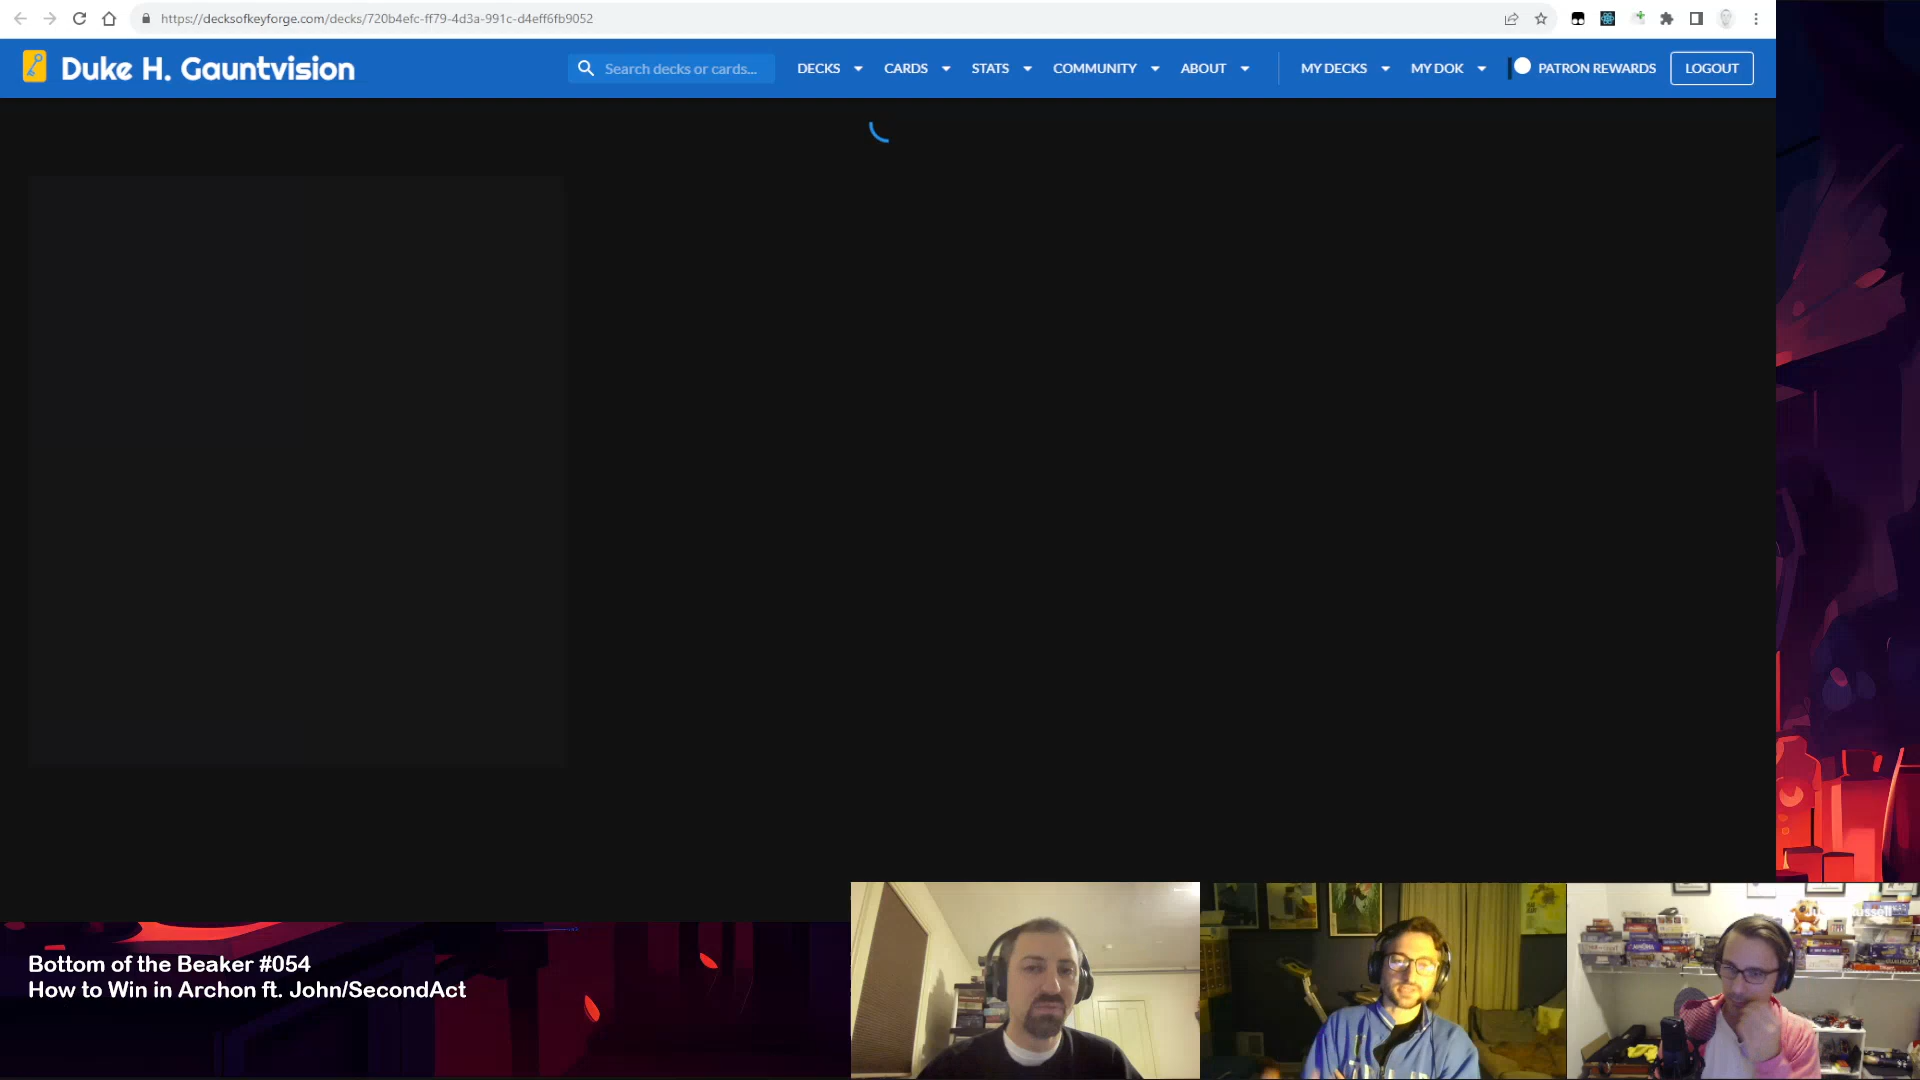 https://decksofkeyforge.com/decks/720b4efc-ff79-4d3a-991c-d4eff6fb9052
Duke H. Gauntvision
Search decks or cards...
DECKS
CARDS
STATS
COMMUNITY
ABOUT
MY DECKS
MY DOK
PATRON REWARDS
LOGOUT
Bottom of the Beaker #054
How to Win in Archon ft. John/SecondAct